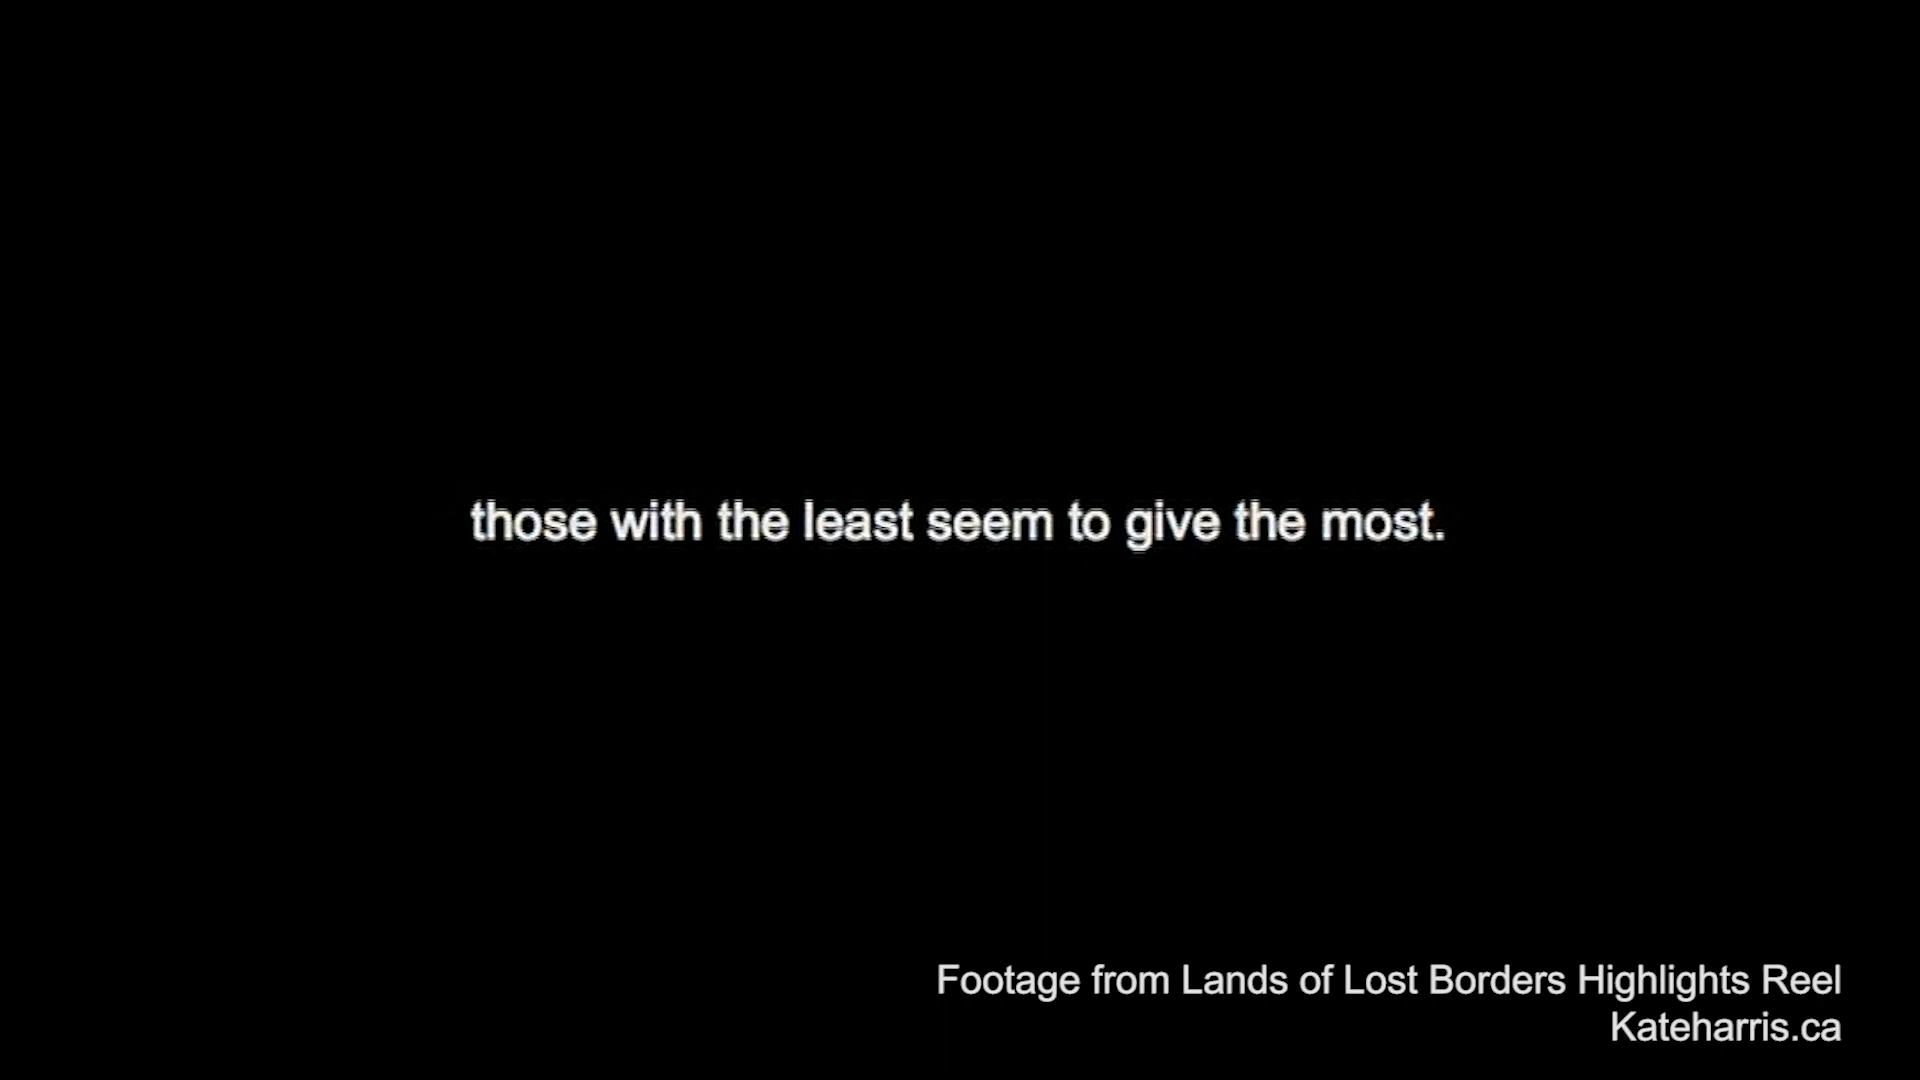 those with the least seem to give the most.
Footage from Lands of Lost Borders Highlights Reel
Kateharris.ca